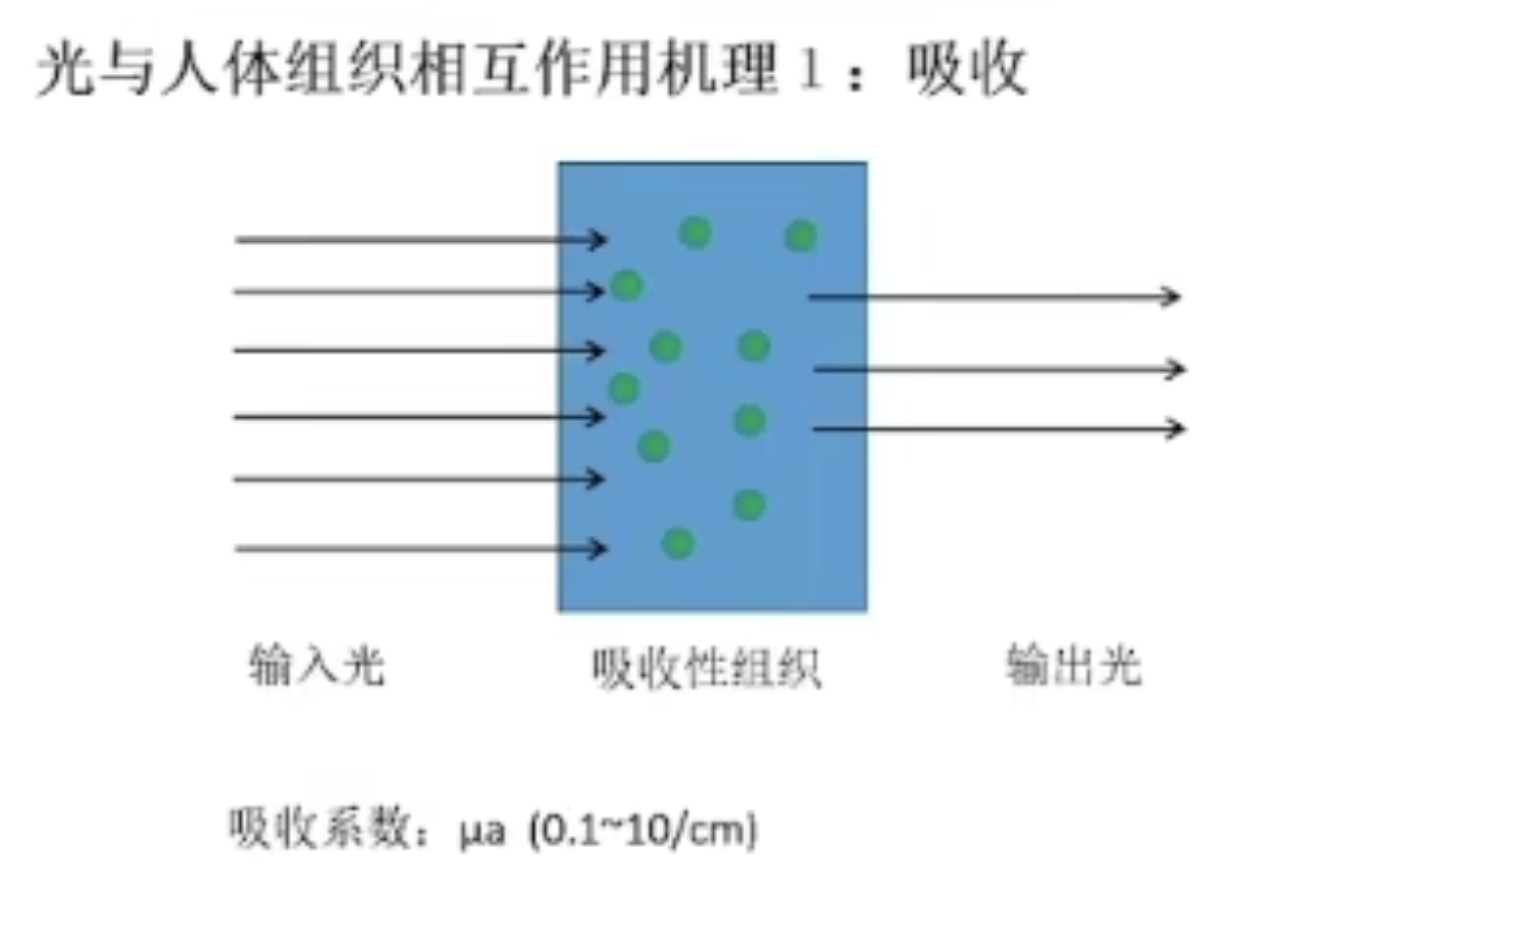 光与人体组织相互作用机理1：吸收
输入光
吸收性组织
输出光
吸收系数：μa (0.1~10/cm)